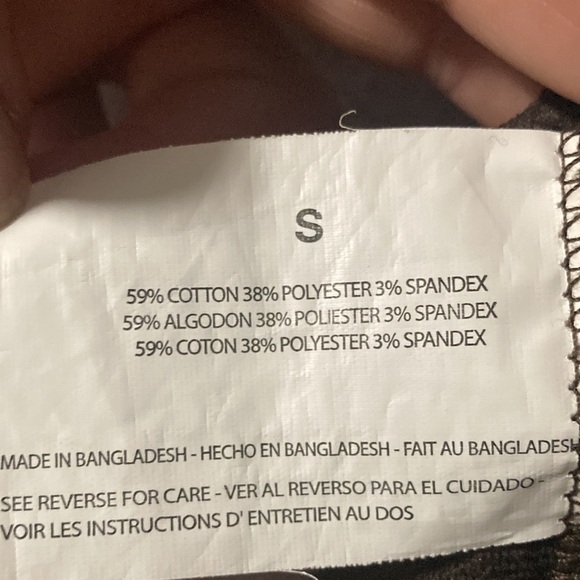 S
59% COTTON 38% POLYESTER 3% SPANDEX
59% ALGODON 38% POLIESTER 3% SPANDEX
59% COTON 38% POLYESTER 3% SPANDEX
MADE IN BANGLADESH - HECHO EN BANGLADESH - FAIT AU BANGLADESH
SEE REVERSE FOR CARE - VER AL REVERSO PARA EL CUIDADO -
VOIR LES INSTRUCTIONS D' ENTRETIEN AU DOS